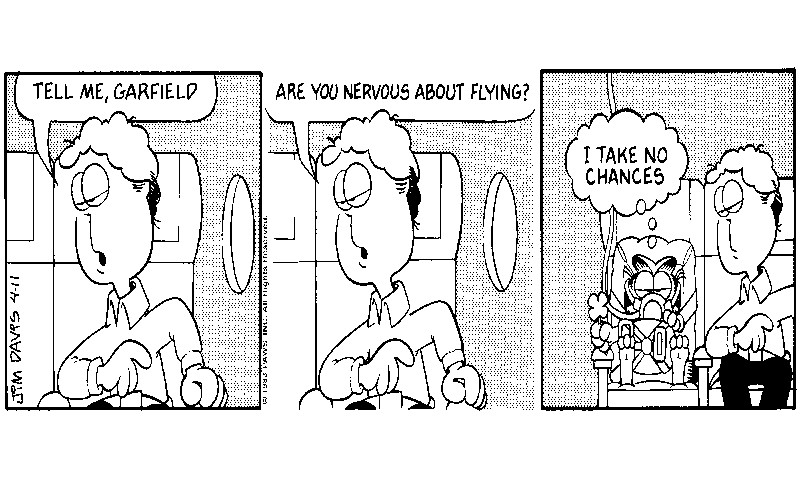 TELL ME, GARFIELD
ARE YOU NERVOUS ABOUT FLYING?
I TAKE NO
CHANCES
JIM DAVIS 4-11